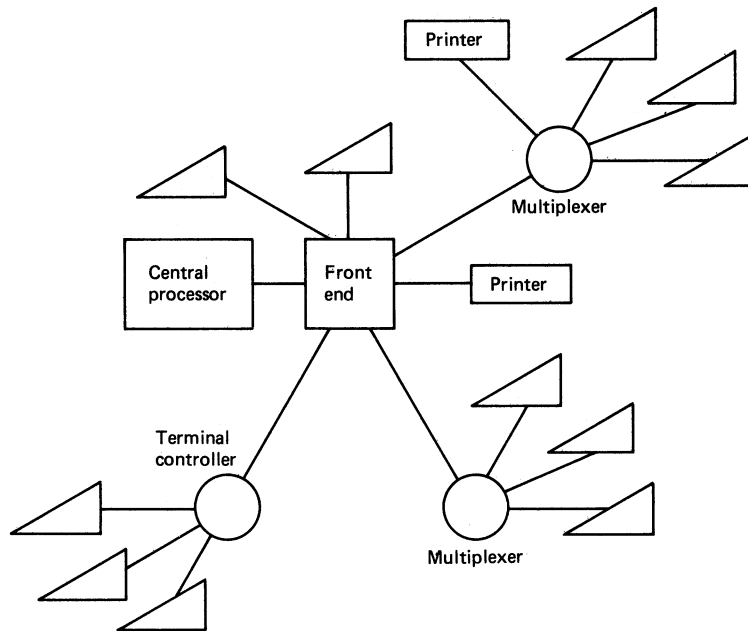 Printer
Multiplexer
Central
processor
Front
end
Printer
Terminal
controller
Multiplexer